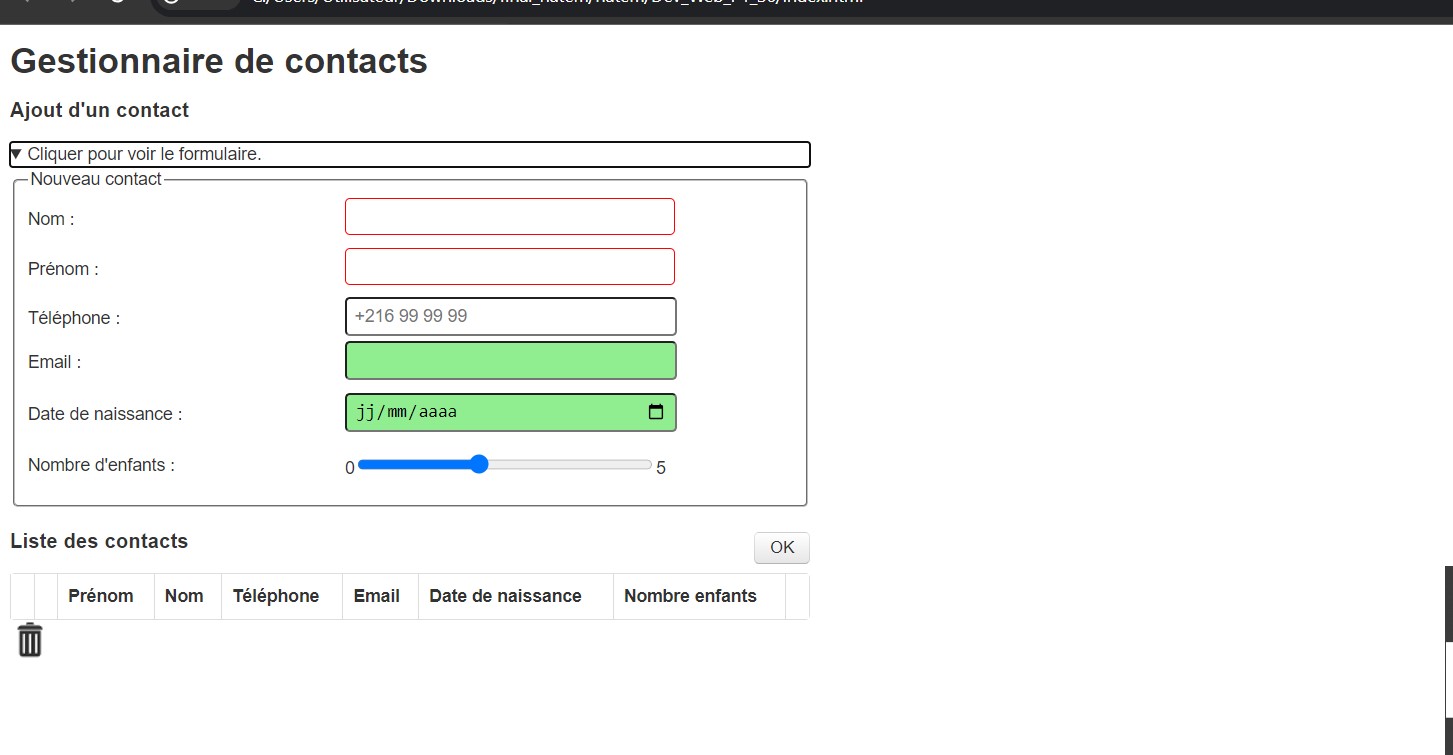 Gestionnaire de contacts
Ajout d'un contact
▼ Cliquer pour voir le formulaire.
Nouveau contact
Nom :
Prénom :
Téléphone : +216 99 99 99
Email :
Date de naissance : jj/mm/aaaa
Nombre d'enfants : 0 5
Liste des contacts OK
Prénom Nom Téléphone Email Date de naissance Nombre enfants